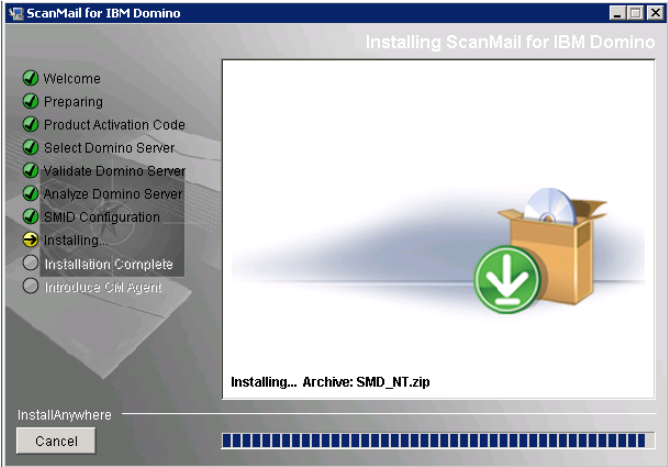 ScanMail for IBM Domino
Installing ScanMail for IBM Domino
Welcome
Preparing
Product Activation Code
Select Domino Server
Validate Domino Server
Analyze Domino Server
SMID Configuration
Installing...
Installation Complete
Introduce CM Agent
Installing... Archive: SMD_NT.zip
InstallAnywhere
Cancel